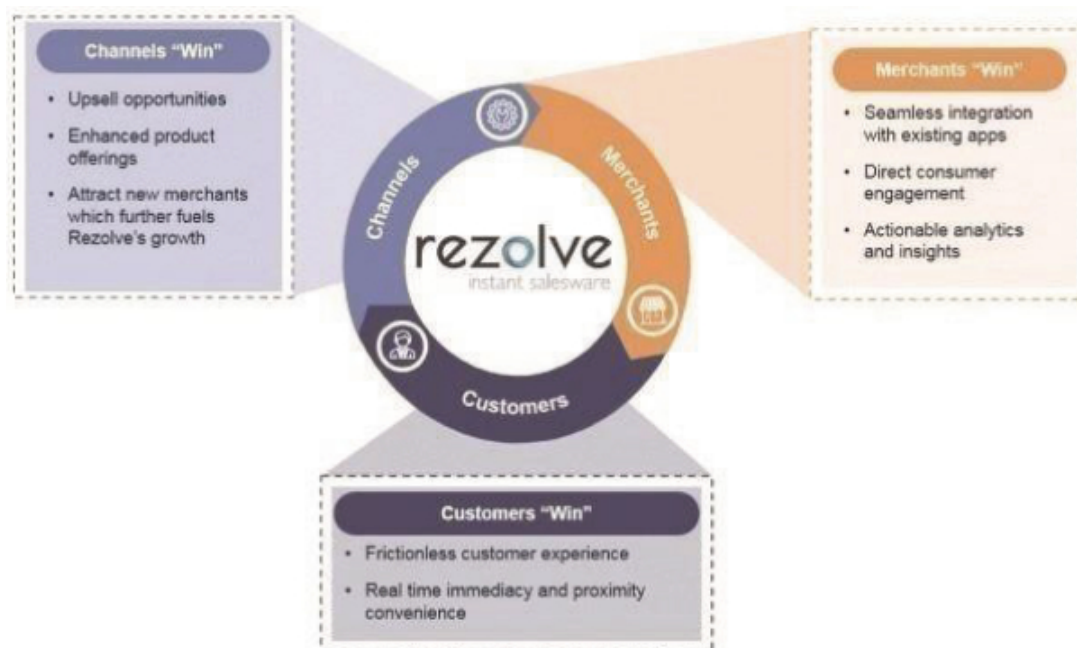 Channels “Win”
• Upsell opportunities
• Enhanced product
offerings
• Attract new merchants
which further fuels
Rezolve’s growth
Merchants “Win”
• Seamless integration
with existing apps
• Direct consumer
engagement
• Actionable analytics
and insights
Channels
Merchants
rezolve
instant salesware
Customers
Customers “Win”
• Frictionless customer experience
• Real time immediacy and proximity
convenience